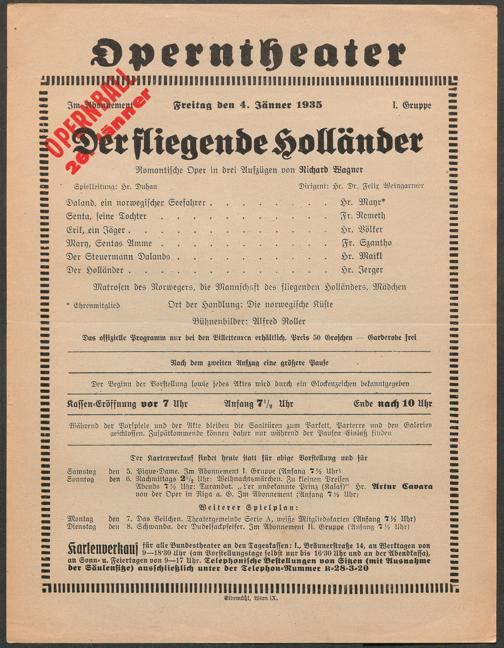 Operntheater
OPERNBALL
26. Jänner
Im Abonnement Freitag den 4. Jänner 1935 I. Gruppe
Der fliegende Holländer
Romantische Oper in drei Aufzügen von Richard Wagner
Spielleitung: Hr. Duhan Dirigent: Hr. Dr. Felix Weingartner
Daland, ein norwegischer Seefahrer . . . . . . . . . Hr. Mayr*
Senta, seine Tochter . . . . . . . . . . . . Fr. Nemeth
Erik, ein Jäger . . . . . . . . . . . . . Hr. Völker
Mary, Sentas Amme . . . . . . . . . . . . Fr. Szantho
Der Steuermann Dalands . . . . . . . . . . . Hr. Maikl
Der Holländer . . . . . . . . . . . . . Hr. Jerger
Matrosen des Norwegers, die Mannschaft des fliegenden Holländers, Mädchen
* Ehrenmitglied Ort der Handlung: Die norwegische Küste
Bühnenbilder: Alfred Roller
Das offizielle Programm nur bei den Billetteuren erhältlich. Preis 50 Groschen — Garderobe frei
Nach dem zweiten Aufzug eine größere Pause
Der Beginn der Vorstellung sowie jedes Aktes wird durch ein Glockenzeichen bekanntgegeben
Kassen-Eröffnung vor 7 Uhr Anfang 7½ Uhr Ende nach 10 Uhr
Während der Vorspiele und der Akte bleiben die Saaltüren zum Parkett, Parterre und den Galerien
geschlossen. Zuspätkommende können daher nur während der Pausen Einlaß finden
Der Kartenverkauf findet heute statt für obige Vorstellung und für
Samstag den 5. Pique-Dame. Im Abonnement I. Gruppe (Anfang 7½ Uhr)
Sonntag den 6. Nachmittags 2½ Uhr: Weihnachtsmärchen. Zu kleinen Preisen
Abends 7½ Uhr: Turandot. „Der unbekannte Prinz (Kalaf)“ Hr. Artur Cavara
von der Oper in Riga a. G. Im Abonnement (Anfang 7½ Uhr)
Weiterer Spielplan:
Montag den 7. Das Veilchen. Theatergemeinde Serie A, weiße Mitgliedskarten (Anfang 7½ Uhr)
Dienstag den 8. Schwanda, der Dudelsackpfeifer. Im Abonnement II. Gruppe (Anfang 7½ Uhr)
Kartenverkauf für alle Bundestheater an den Tageskassen: I., Bräunerstraße 14, an Werktagen von
9—18·30 Uhr (am Vorstellungstage selbst nur bis 16·30 Uhr und an der Abendkassa),
an Sonn- u. Feiertagen von 9—17 Uhr. Telephonische Bestellungen von Sitzen (mit Ausnahme
der Säulensitze) ausschließlich unter der Telephon-Nummer R-28-3-20
Elbemühl, Wien IX.